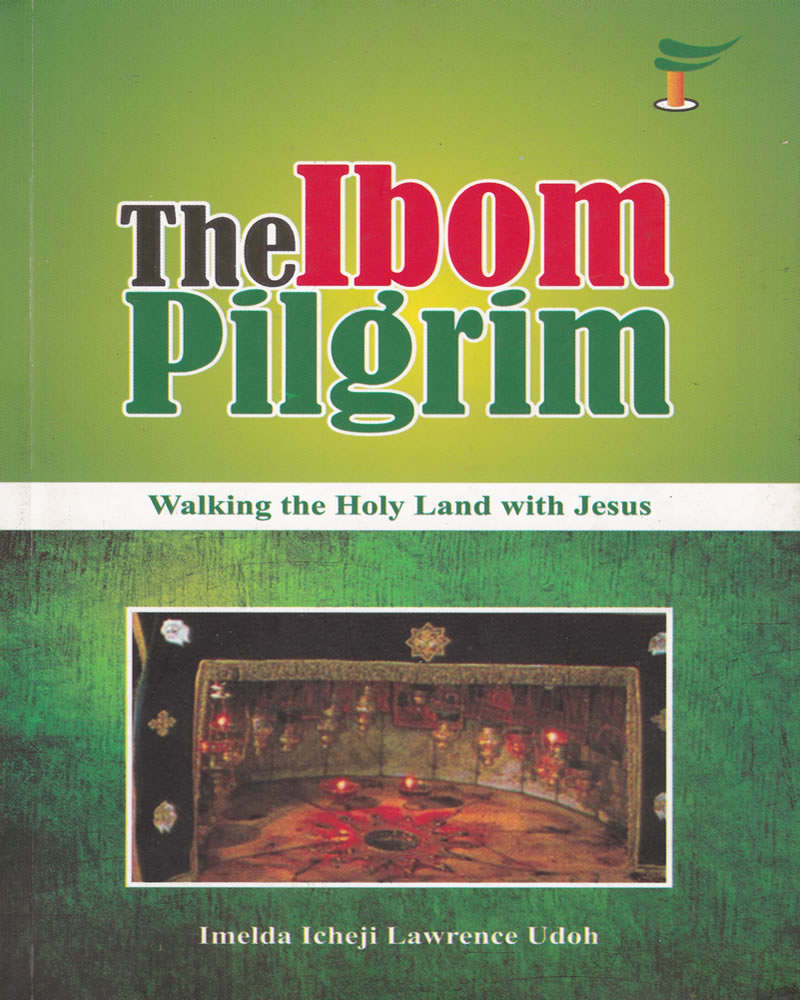 The Ibom
Pilgrim
Walking the Holy Land with Jesus
Imelda Icheji Lawrence Udoh